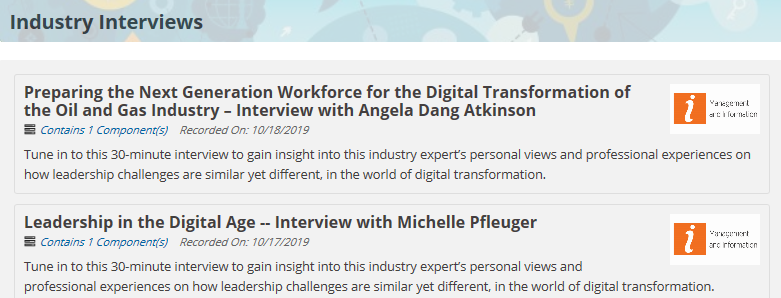 Industry Interviews
Preparing the Next Generation Workforce for the Digital Transformation of
the Oil and Gas Industry – Interview with Angela Dang Atkinson
Contains 1 Component(s) Recorded On: 10/18/2019
Tune in to this 30-minute interview to gain insight into this industry expert's personal views and professional experiences on
how leadership challenges are similar yet different, in the world of digital transformation.
i Management
and Information
Leadership in the Digital Age -- Interview with Michelle Pfleuger
Contains 1 Component(s) Recorded On: 10/17/2019
Tune in to this 30-minute interview to gain insight into this industry expert's personal views and
professional experiences on how leadership challenges are similar yet different, in the world of digital transformation.
i Management
and Information